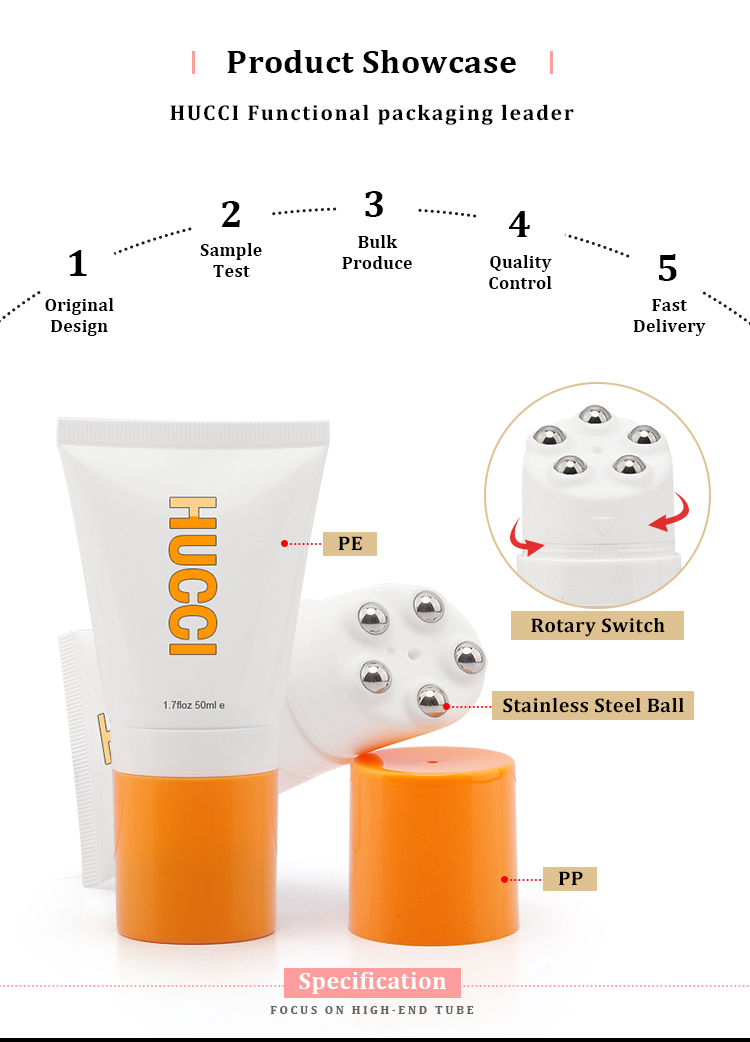 Product Showcase
HUCCI Functional packaging leader
1
Original
Design
2
Sample
Test
3
Bulk
Produce
4
Quality
Control
5
Fast
Delivery
HUCCI
PE
1.7floz 50ml e
H
Rotary Switch
Stainless Steel Ball
PP
Specification
FOCUS ON HIGH-END TUBE